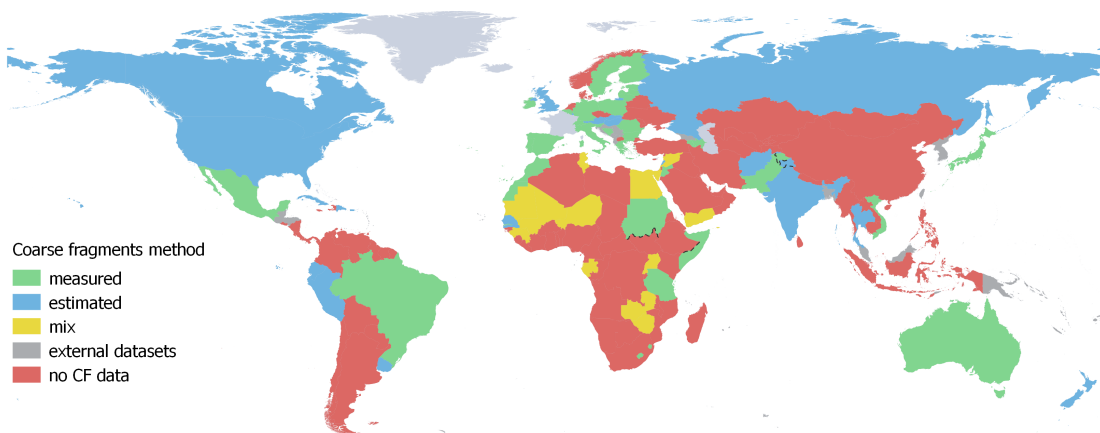 Coarse fragments method
measured
estimated
mix
external datasets
no CF data